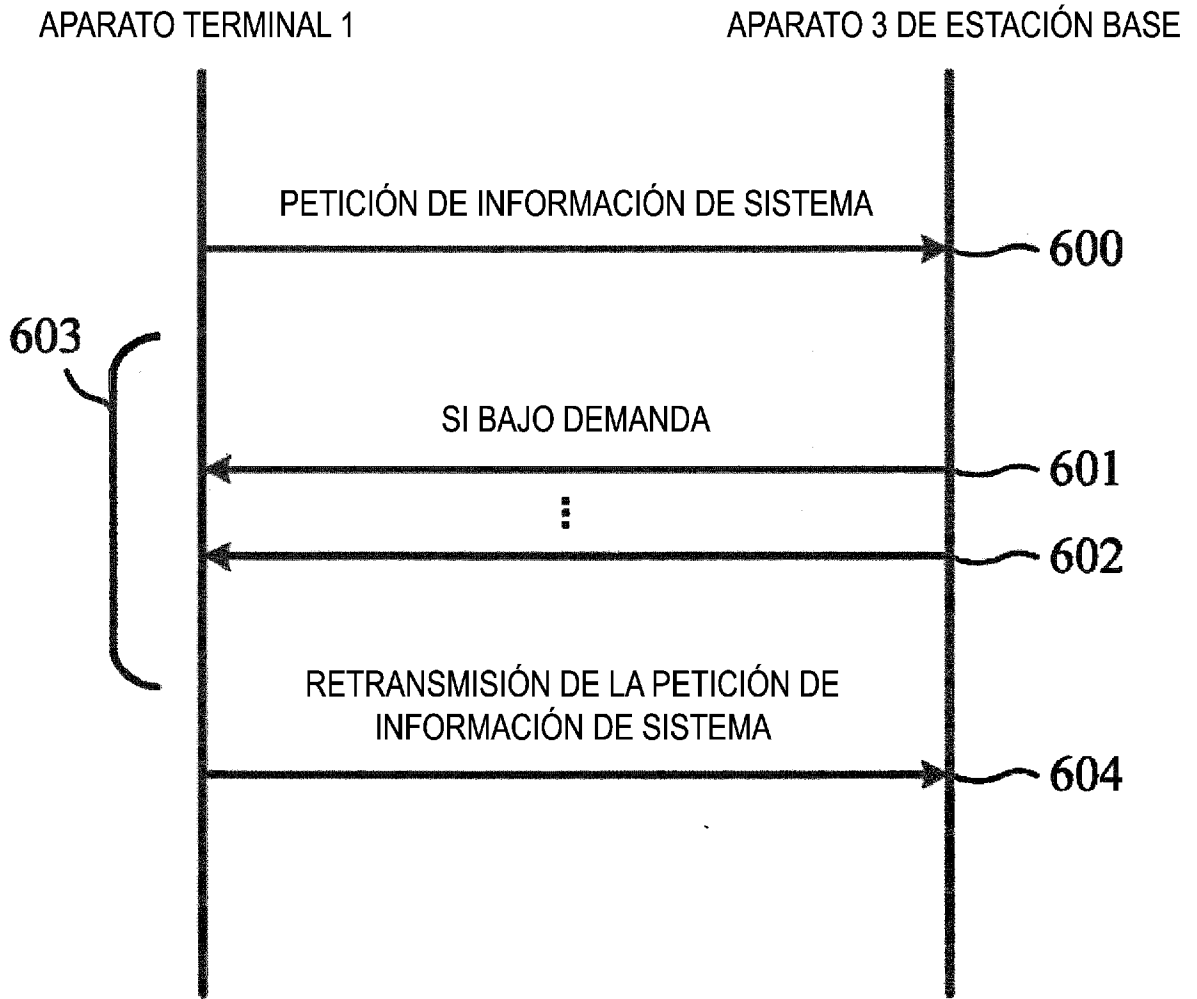 APARATO TERMINAL 1
APARATO 3 DE ESTACIÓN BASE
PETICIÓN DE INFORMACIÓN DE SISTEMA
600
603
SI BAJO DEMANDA
601
602
RETRANSMISIÓN DE LA PETICIÓN DE
INFORMACIÓN DE SISTEMA
604